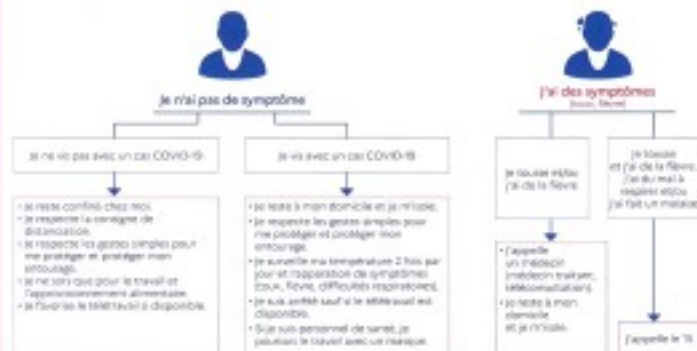 Je n'ai pas de symptôme
Je ne vis pas avec un cas COVID-19
• Je reste confiné chez moi.
• Je respecte la consigne de
distanciation.
• Je respecte les gestes simples pour
me protéger et protéger mon
entourage.
• Je ne sors que pour le travail et
l'approvisionnement alimentaire.
• Je favorise le télétravail si disponible.
Je vis avec un cas COVID-19
• Je reste à mon domicile et je m'isole.
• Je respecte les gestes simples pour
me protéger et protéger mon
entourage.
• Je surveille ma température 2 fois par
jour et l'apparition de symptômes
(toux, fièvre, difficultés respiratoires).
• Je suis arrêté sauf si le télétravail est
disponible.
• Si je suis personnel de santé, je
poursuis le travail avec un masque.
J'ai des symptômes
(toux, fièvre)
Je tousse et/ou
j'ai de la fièvre
• J'appelle
un médecin
(médecin traitant,
téléconsultation).
• Je reste à mon
domicile
et je m'isole.
Je tousse
et j'ai de la fièvre.
J'ai du mal à
respirer et/ou
j'ai fait un malaise
J'appelle le 15